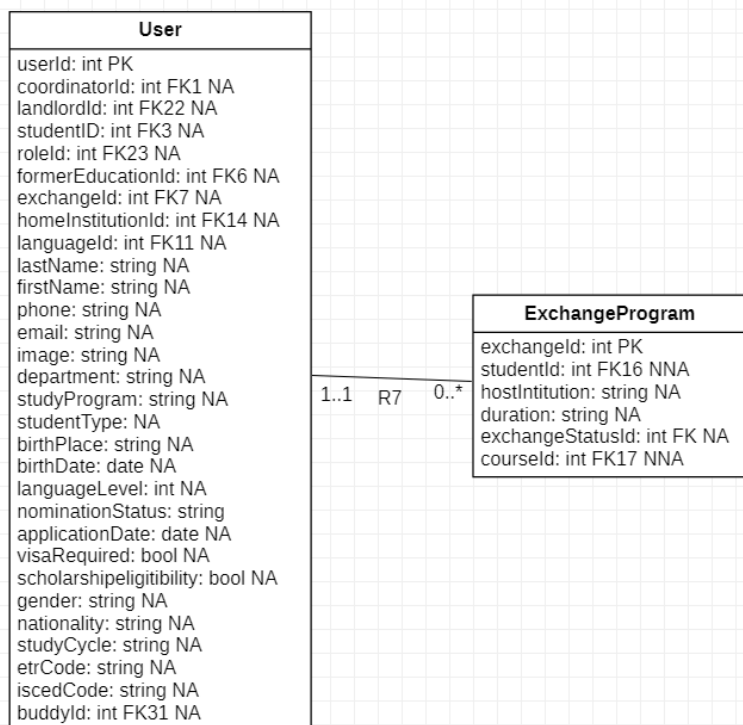 User
userId: int PK
coordinatorId: int FK1 NA
landlordId: int FK22 NA
studentID: int FK3 NA
roleId: int FK23 NA
formerEducationId: int FK6 NA
exchangeId: int FK7 NA
homeInstitutionId: int FK14 NA
languageId: int FK11 NA
lastName: string NA
firstName: string NA
phone: string NA
email: string NA
image: string NA
department: string NA
studyProgram: string NA
studentType: NA
birthPlace: string NA
birthDate: date NA
languageLevel: int NA
nominationStatus: string
applicationDate: date NA
visaRequired: bool NA
scholarshipeligitibility: bool NA
gender: string NA
nationality: string NA
studyCycle: string NA
etrCode: string NA
iscedCode: string NA
buddyId: int FK31 NA
1..1 R7 0..*
ExchangeProgram
exchangeId: int PK
studentId: int FK16 NNA
hostIntitution: string NA
duration: string NA
exchangeStatusId: int FK NA
courseId: int FK17 NNA